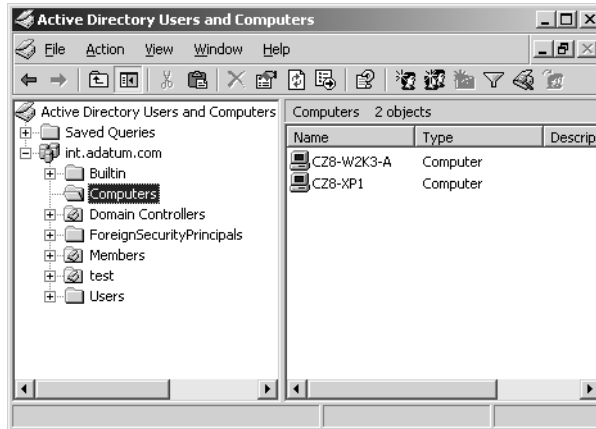 Active Directory Users and Computers
File Action View Window Help
Active Directory Users and Computers
Saved Queries
int.adatum.com
Builtin
Computers
Domain Controllers
ForeignSecurityPrincipals
Members
test
Users
Computers 2 objects
Name Type Descrip
CZ8-W2K3-A Computer
CZ8-XP1 Computer